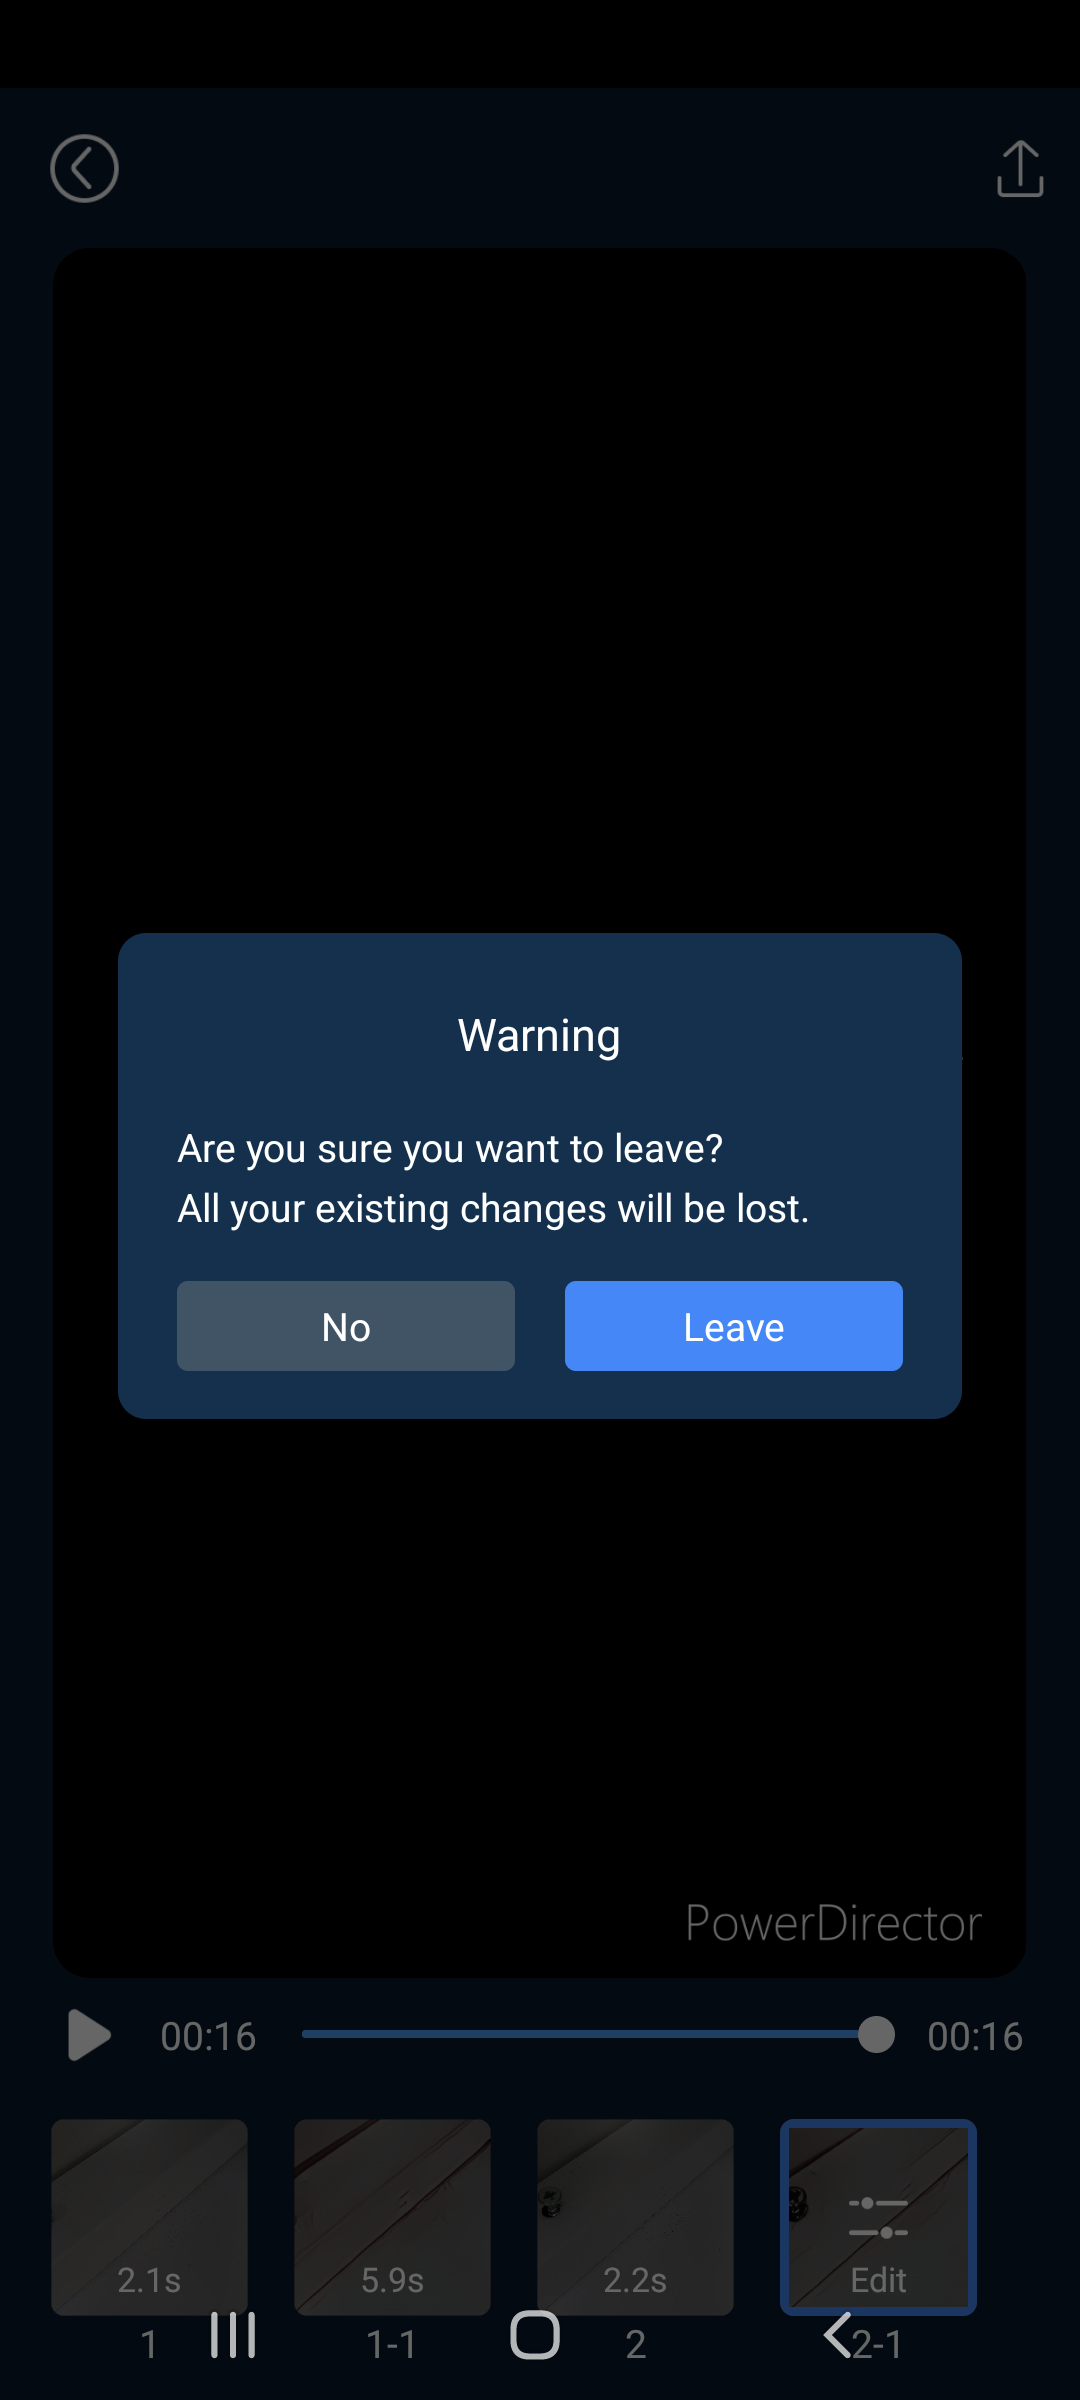 Warning
Are you sure you want to leave?
All your existing changes will be lost.
No
Leave
PowerDirector
00:16
00:16
2.1s
5.9s
2.2s
Edit
1
1-1
2
2-1